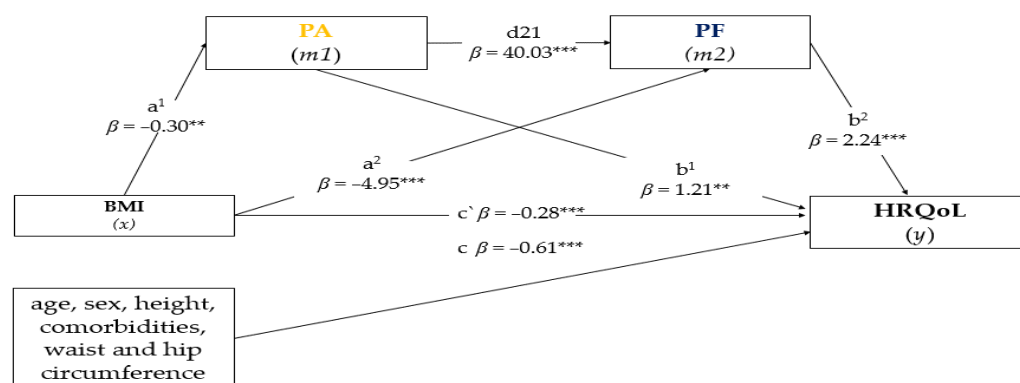 PA
(m1)
d21
β = 40.03***
PF
(m2)
a¹
β = –0.30**
a²
β = –4.95***
b¹
β = 1.21**
b²
β = 2.24***
BMI
(x)
c` β = –0.28***
c β = –0.61***
HRQoL
(y)
age, sex, height,
comorbidities,
waist and hip
circumference